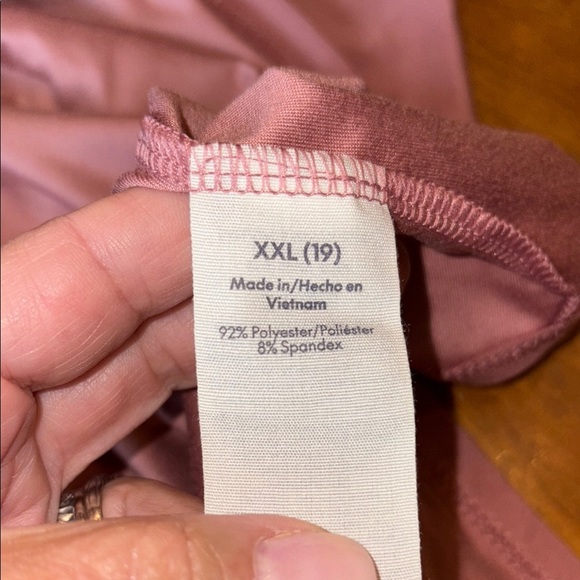 XXL (19)
Made in/Hecho en
Vietnam
92% Polyester/Poliéster
8% Spandex